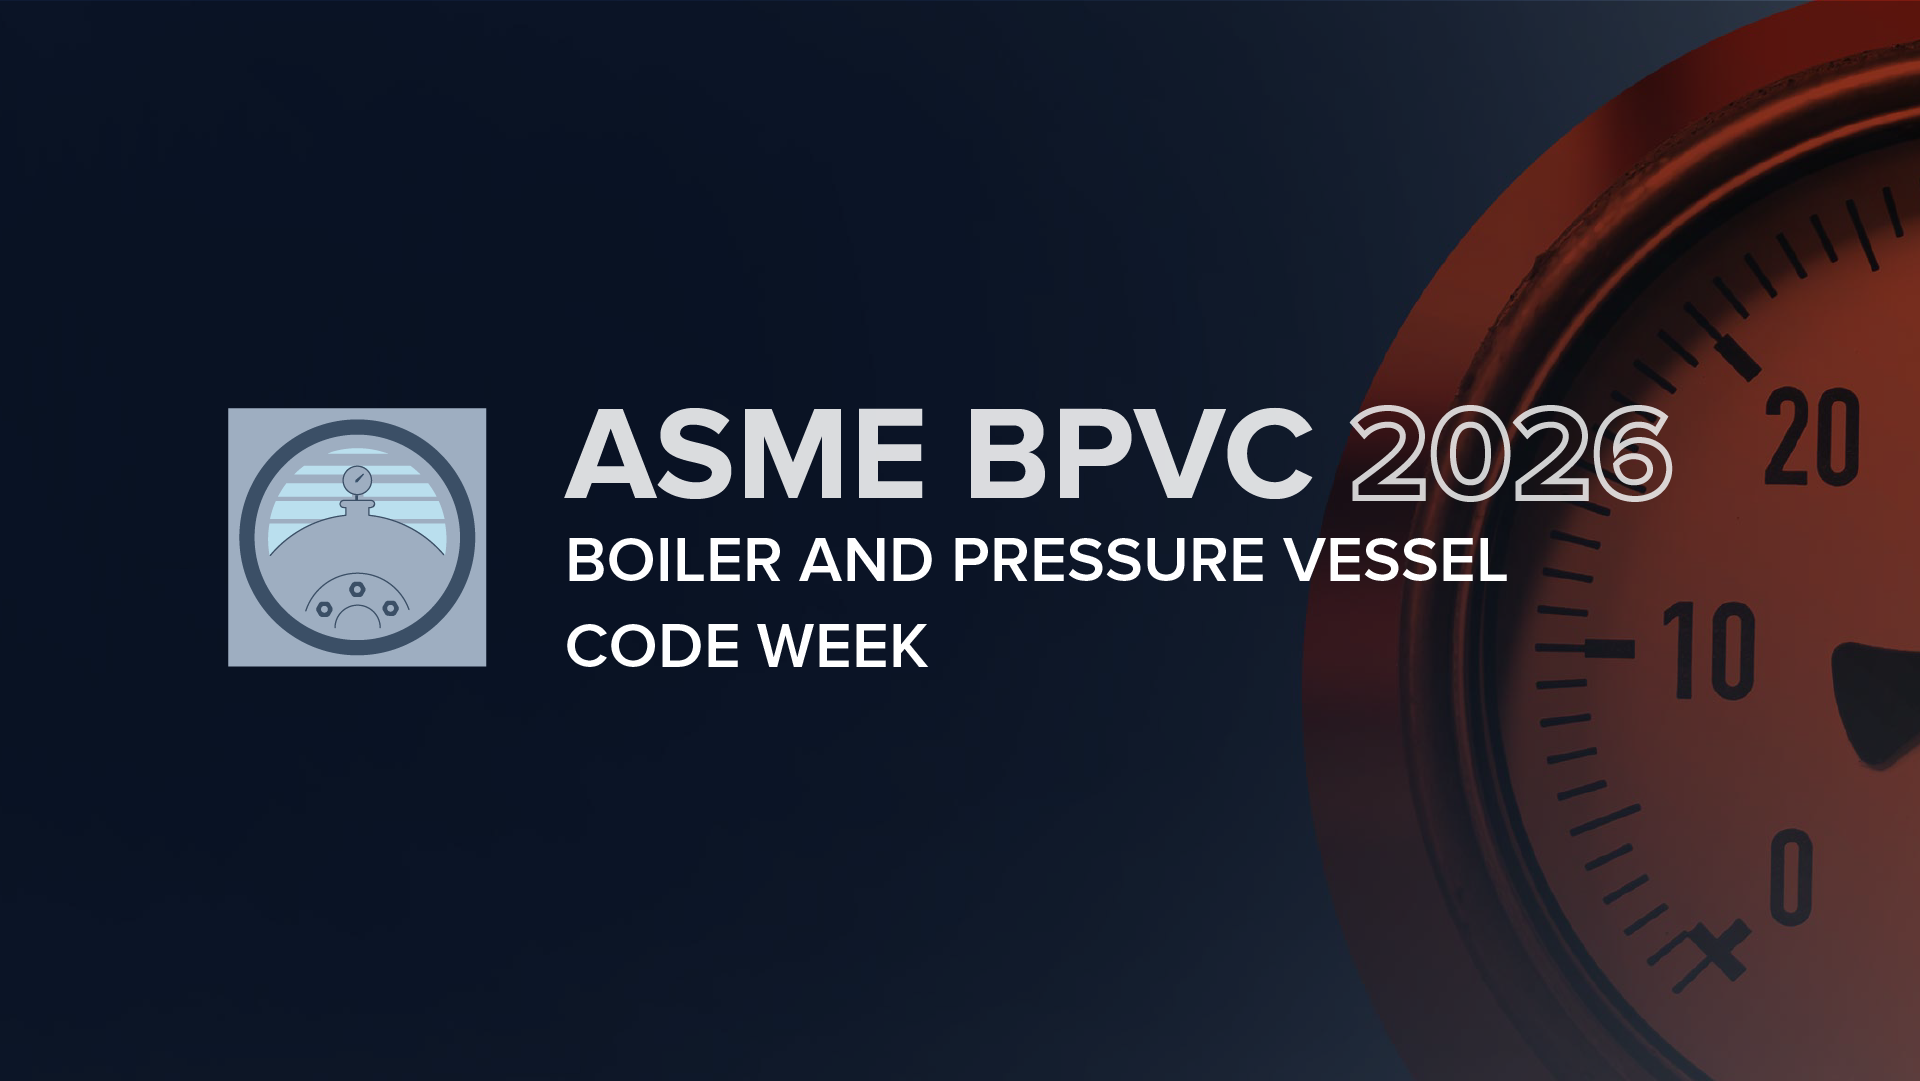 ASME BPVC 2026
BOILER AND PRESSURE VESSEL
CODE WEEK
20
10
0